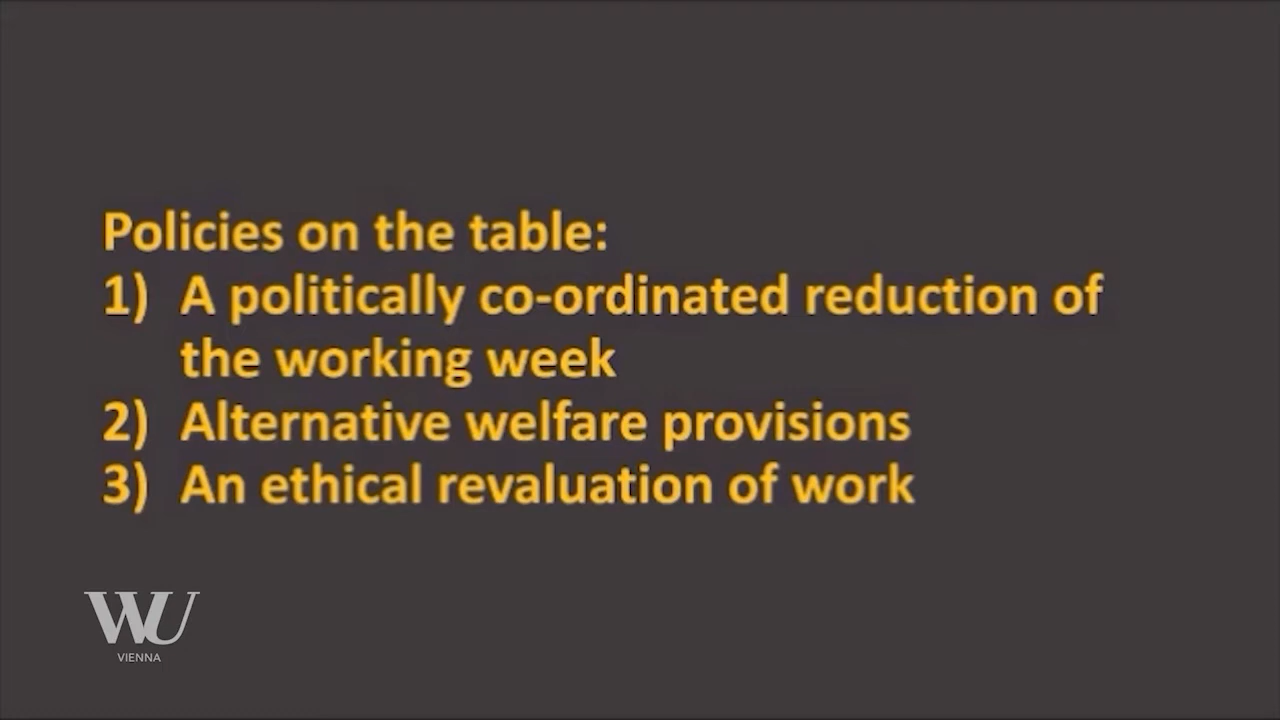 Policies on the table:
1) A politically co-ordinated reduction of
the working week
2) Alternative welfare provisions
3) An ethical revaluation of work
WU
VIENNA